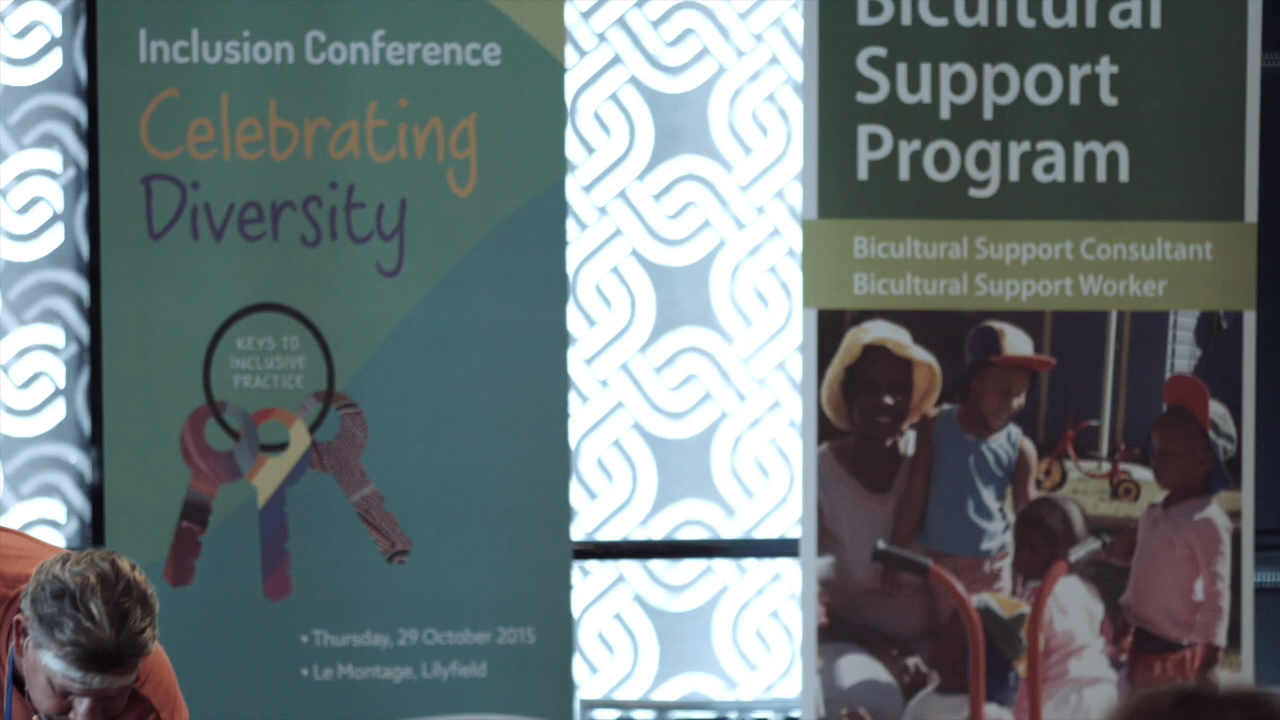 Inclusion Conference
Celebrating
Diversity
KEYS TO
INCLUSIVE
PRACTICE
• Thursday, 29 October 2015
• Le Montage, Lilyfield
Bicultural
Support
Program
Bicultural Support Consultant
Bicultural Support Worker